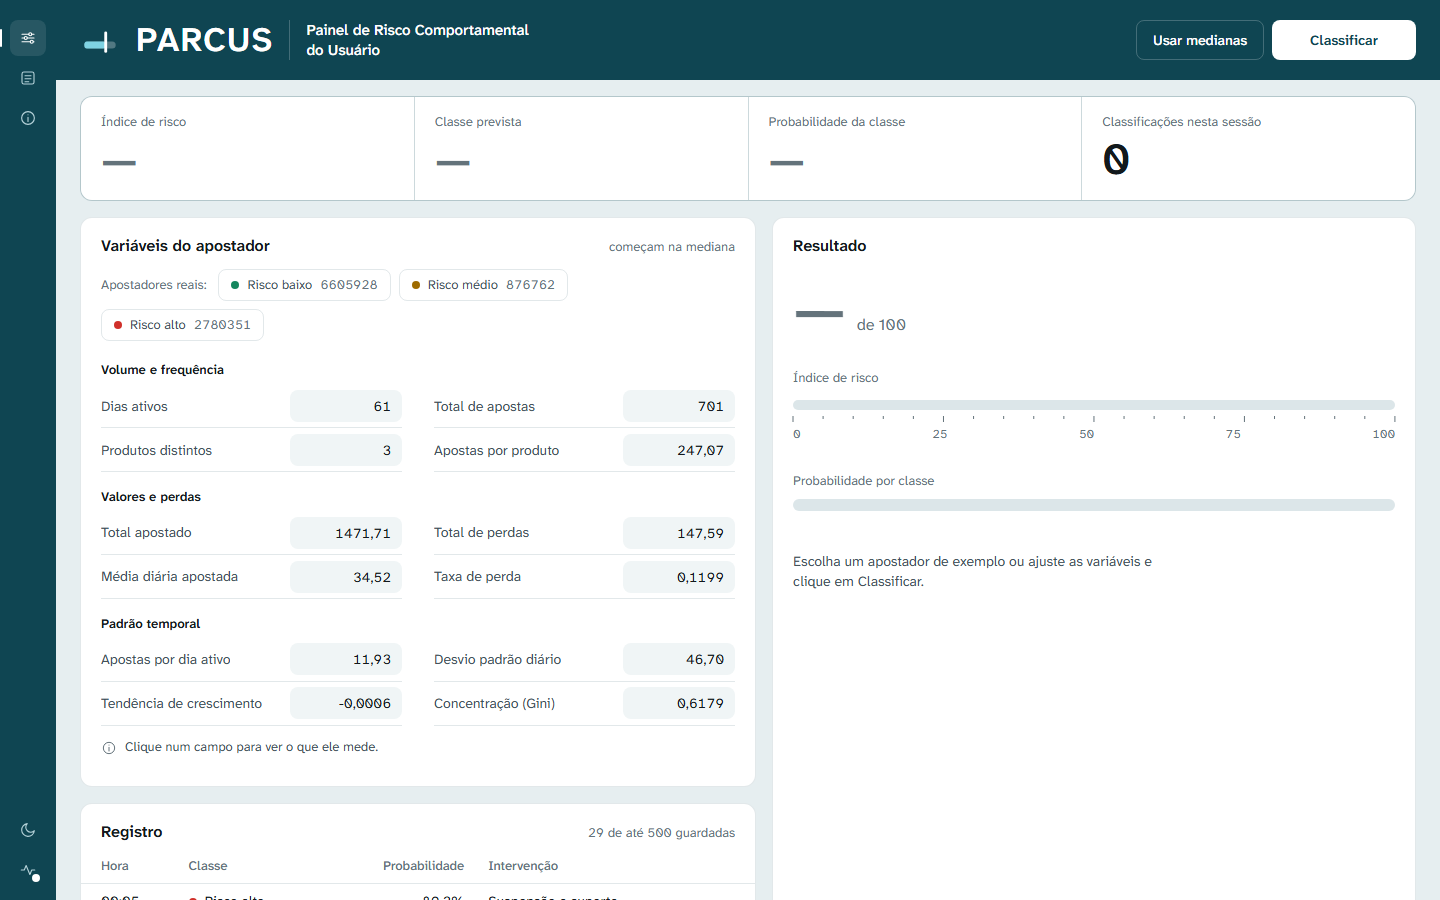 PARCUS
Painel de Risco Comportamental
do Usuário
Usar medianas
Classificar
Índice de risco
—
Classe prevista
—
Probabilidade da classe
—
Classificações nesta sessão
0
Variáveis do apostador
começam na mediana
Apostadores reais:
Risco baixo 6605928
Risco médio 876762
Risco alto 2780351
Volume e frequência
Dias ativos 61
Total de apostas 701
Produtos distintos 3
Apostas por produto 247,07
Valores e perdas
Total apostado 1471,71
Total de perdas 147,59
Média diária apostada 34,52
Taxa de perda 0,1199
Padrão temporal
Apostas por dia ativo 11,93
Desvio padrão diário 46,70
Tendência de crescimento -0,0006
Concentração (Gini) 0,6179
Clique num campo para ver o que ele mede.
Resultado
— de 100
Índice de risco
0 25 50 75 100
Probabilidade por classe
Escolha um apostador de exemplo ou ajuste as variáveis e
clique em Classificar.
Registro
29 de até 500 guardadas
Hora Classe Probabilidade Intervenção
Risco alto